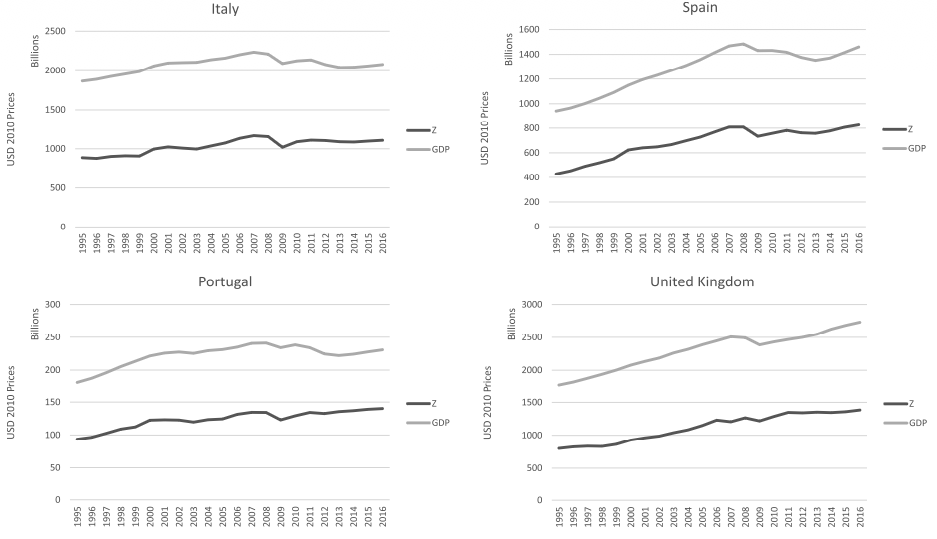 Italy
Billions
USD 2010 Prices
2500
2000
1500
1000
500
0
1995 1996 1997 1998 1999 2000 2001 2002 2003 2004 2005 2006 2007 2008 2009 2010 2011 2012 2013 2014 2015 2016
Z
GDP
Spain
Billions
USD 2010 Prices
1600
1400
1200
1000
800
600
400
200
0
1995 1996 1997 1998 1999 2000 2001 2002 2003 2004 2005 2006 2007 2008 2009 2010 2011 2012 2013 2014 2015 2016
Z
GDP
Portugal
Billions
USD 2010 Prices
300
250
200
150
100
50
0
1995 1996 1997 1998 1999 2000 2001 2002 2003 2004 2005 2006 2007 2008 2009 2010 2011 2012 2013 2014 2015 2016
Z
GDP
United Kingdom
Billions
USD 2010 Prices
3000
2500
2000
1500
1000
500
0
1995 1996 1997 1998 1999 2000 2001 2002 2003 2004 2005 2006 2007 2008 2009 2010 2011 2012 2013 2014 2015 2016
Z
GDP